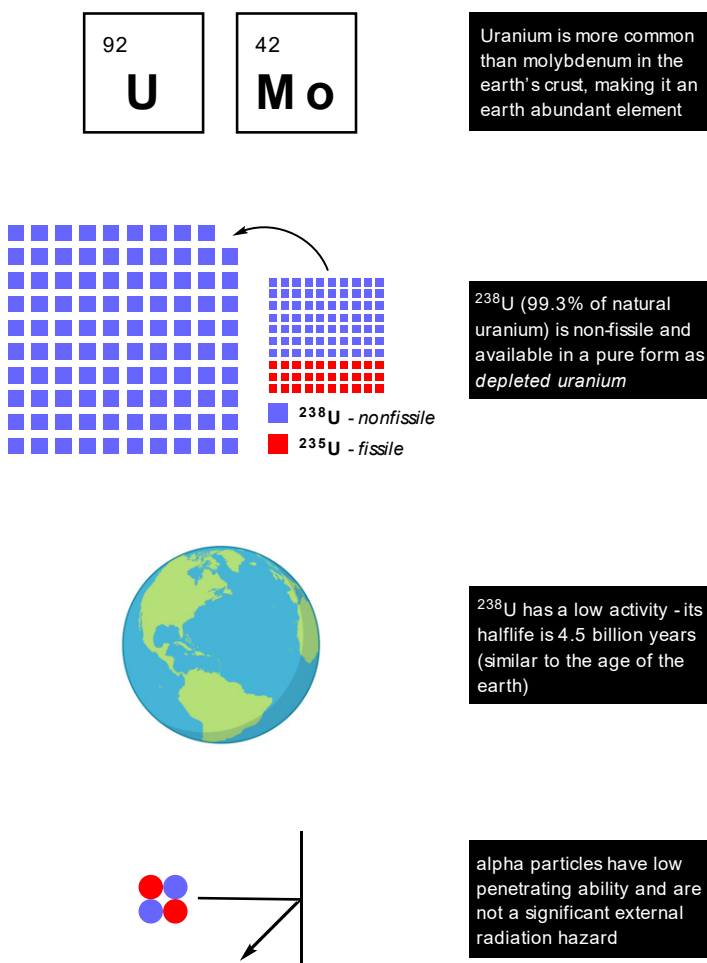 92
U
42
Mo
Uranium is more common
than molybdenum in the
earth's crust, making it an
earth abundant element
²³⁸U - nonfissile
²³⁵U - fissile
²³⁸U (99.3% of natural
uranium) is non-fissile and
available in a pure form as
depleted uranium
²³⁸U has a low activity - its
halflife is 4.5 billion years
(similar to the age of the
earth)
alpha particles have low
penetrating ability and are
not a significant external
radiation hazard